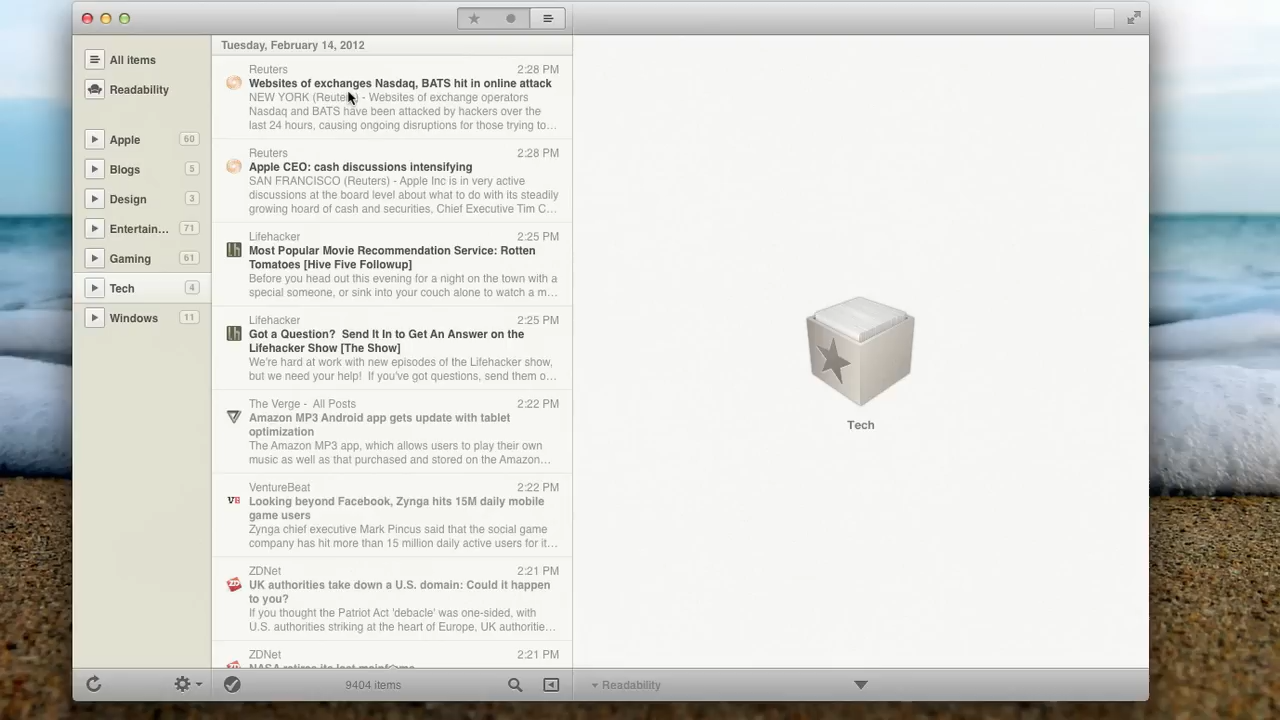 All items
Readability
Apple 60
Blogs 5
Design 3
Entertain... 71
Gaming 61
Tech 4
Windows 11
Tuesday, February 14, 2012
Reuters 2:28 PM
Websites of exchanges Nasdaq, BATS hit in online attack
NEW YORK (Reuters) - Websites of exchange operators
Nasdaq and BATS have been attacked by hackers over the
last 24 hours, causing ongoing disruptions for those trying to...
Reuters 2:28 PM
Apple CEO: cash discussions intensifying
SAN FRANCISCO (Reuters) - Apple Inc is in very active
discussions at the board level about what to do with its steadily
growing hoard of cash and securities, Chief Executive Tim C...
Lifehacker 2:25 PM
Most Popular Movie Recommendation Service: Rotten
Tomatoes [Hive Five Followup]
Before you head out this evening for a night on the town with a
special someone, or sink into your couch alone to watch a m...
Lifehacker 2:25 PM
Got a Question? Send It In to Get An Answer on the
Lifehacker Show [The Show]
We're hard at work with new episodes of the Lifehacker show,
but we need your help! If you've got questions, send them o...
The Verge - All Posts 2:22 PM
Amazon MP3 Android app gets update with tablet
optimization
The Amazon MP3 app, which allows users to play their own
music as well as that purchased and stored on the Amazon...
VentureBeat 2:22 PM
Looking beyond Facebook, Zynga hits 15M daily mobile
game users
Zynga chief executive Mark Pincus said that the social game
company has hit more than 15 million daily active users for it...
ZDNet 2:21 PM
UK authorities take down a U.S. domain: Could it happen
to you?
If you thought the Patriot Act 'debacle' was one-sided, with
U.S. authorities striking at the heart of Europe, UK authoritie...
ZDNet 2:21 PM
NASA retires its last mainframe
9404 items
Tech
Readability